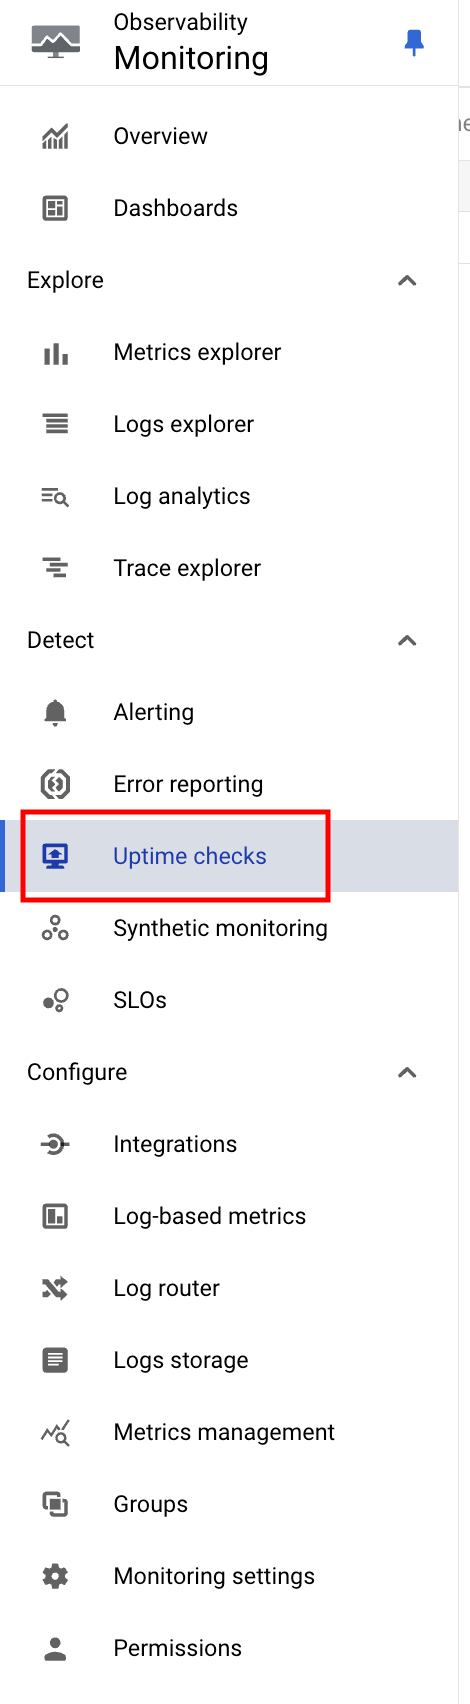 Observability
Monitoring
Overview
Dashboards
Explore
Metrics explorer
Logs explorer
Log analytics
Trace explorer
Detect
Alerting
Error reporting
Uptime checks
Synthetic monitoring
SLOs
Configure
Integrations
Log-based metrics
Log router
Logs storage
Metrics management
Groups
Monitoring settings
Permissions